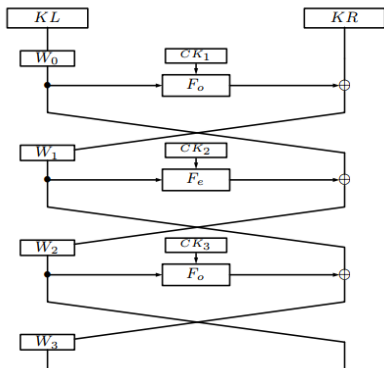 KL KR
W₀ CK₁
Fₒ
W₁ CK₂
Fₑ
W₂ CK₃
Fₒ
W₃